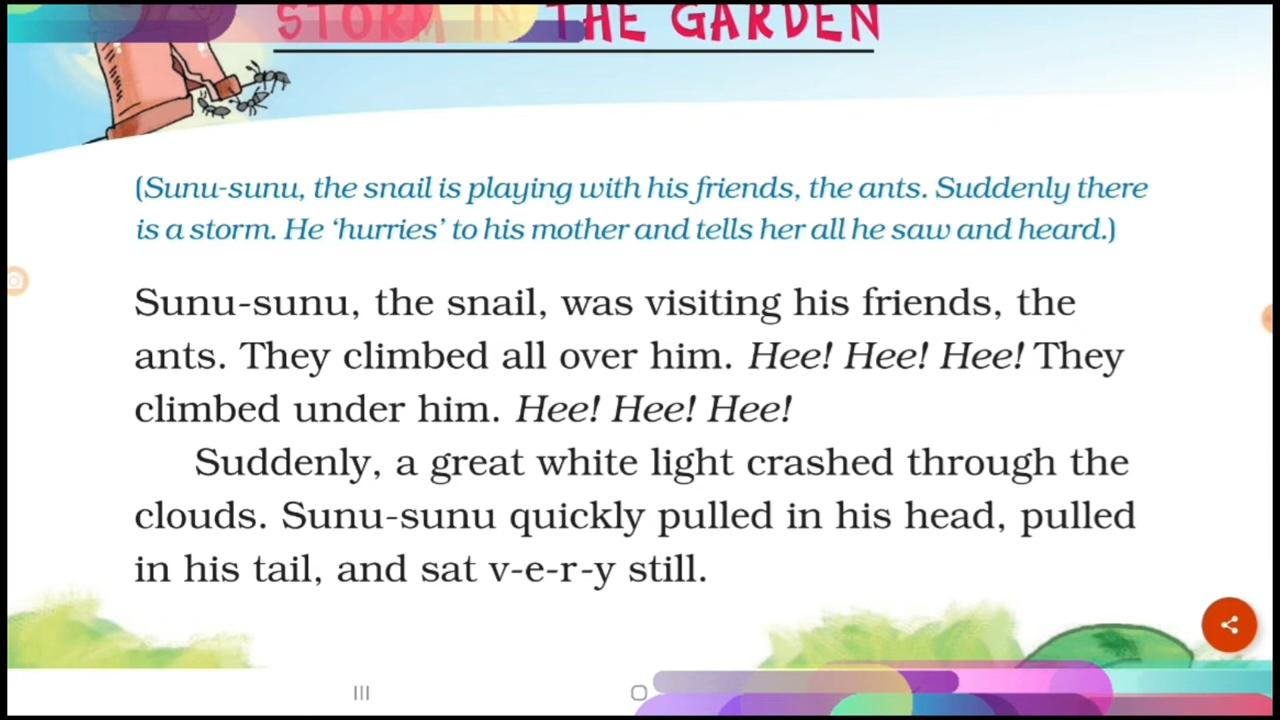 STORM IN THE GARDEN
(Sunu-sunu, the snail is playing with his friends, the ants. Suddenly there
is a storm. He ‘hurries’ to his mother and tells her all he saw and heard.)
Sunu-sunu, the snail, was visiting his friends, the
ants. They climbed all over him. Hee! Hee! Hee! They
climbed under him. Hee! Hee! Hee!
Suddenly, a great white light crashed through the
clouds. Sunu-sunu quickly pulled in his head, pulled
in his tail, and sat v-e-r-y still.